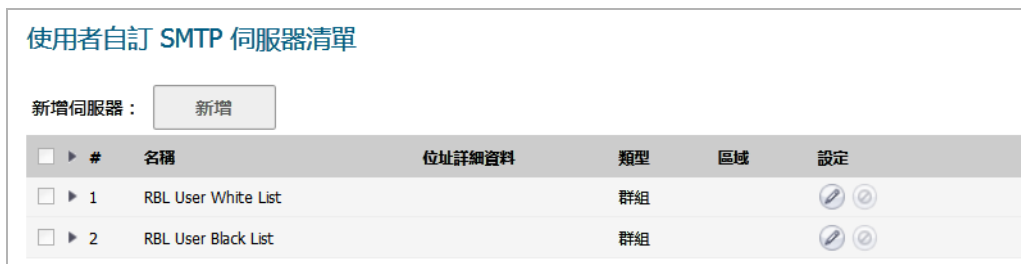 使用者自訂 SMTP 伺服器清單
新增伺服器： 新增
# 名稱 位址詳細資料 類型 區域 設定
1 RBL User White List 群組
2 RBL User Black List 群組